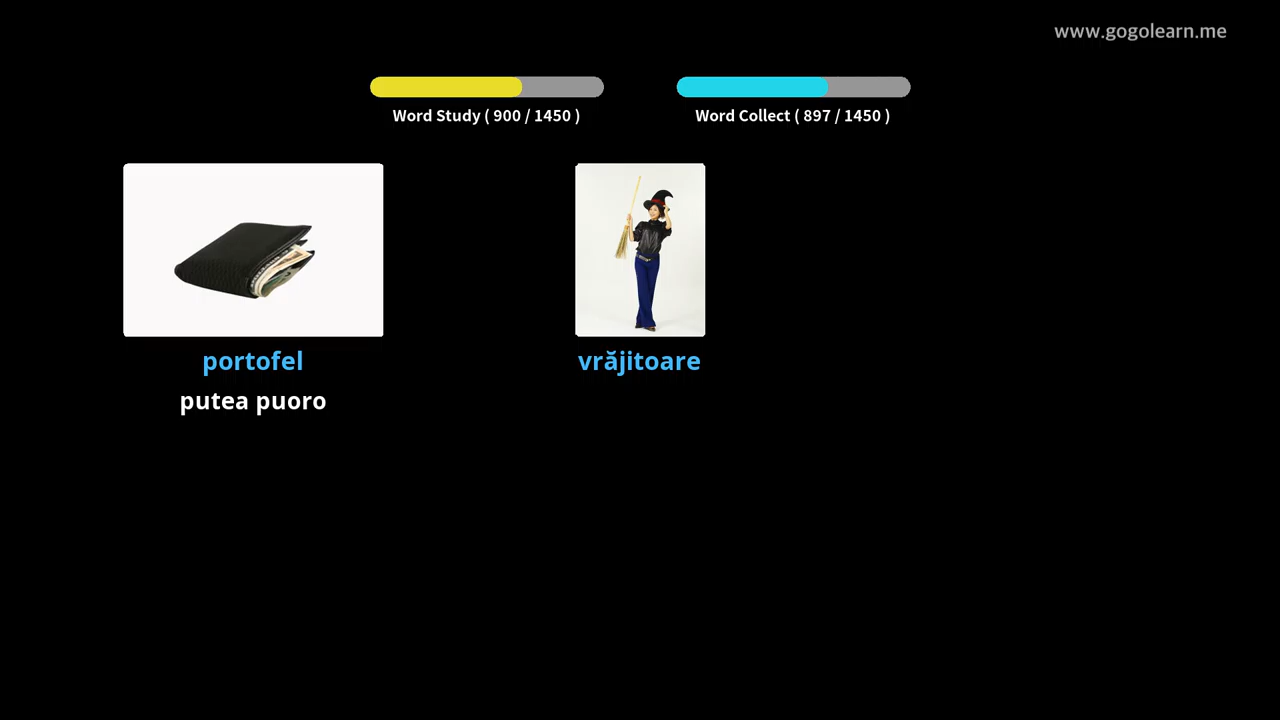 www.gogolearn.me
Word Study ( 900 / 1450 )
Word Collect ( 897 / 1450 )
portofel
vrăjitoare
putea puoro